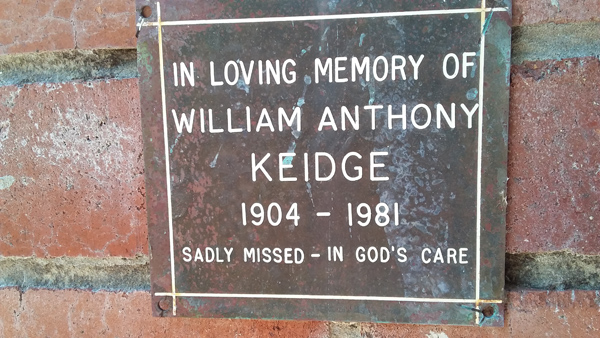 IN LOVING MEMORY OF
WILLIAM ANTHONY
KEIDGE
1904 - 1981
SADLY MISSED - IN GOD'S CARE